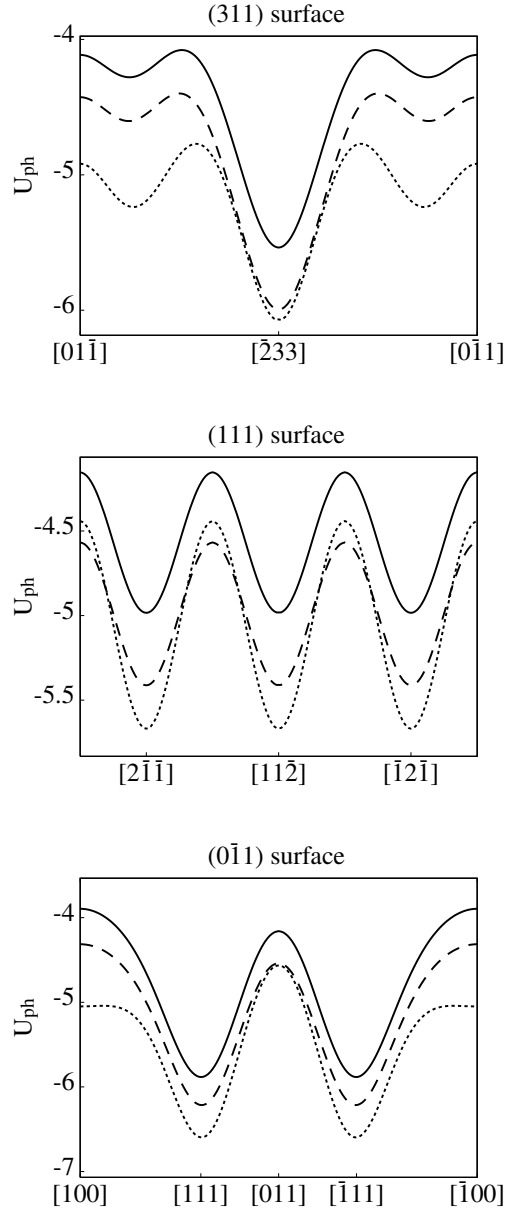 (311) surface
-4
-5
-6
U_ph
[011̄] [2̄33] [01̄1]
(111) surface
-4.5
-5
-5.5
U_ph
[21̄1̄] [112̄] [1̄21̄]
(01̄1) surface
-4
-5
-6
-7
U_ph
[100] [111] [011] [1̄11] [1̄00]